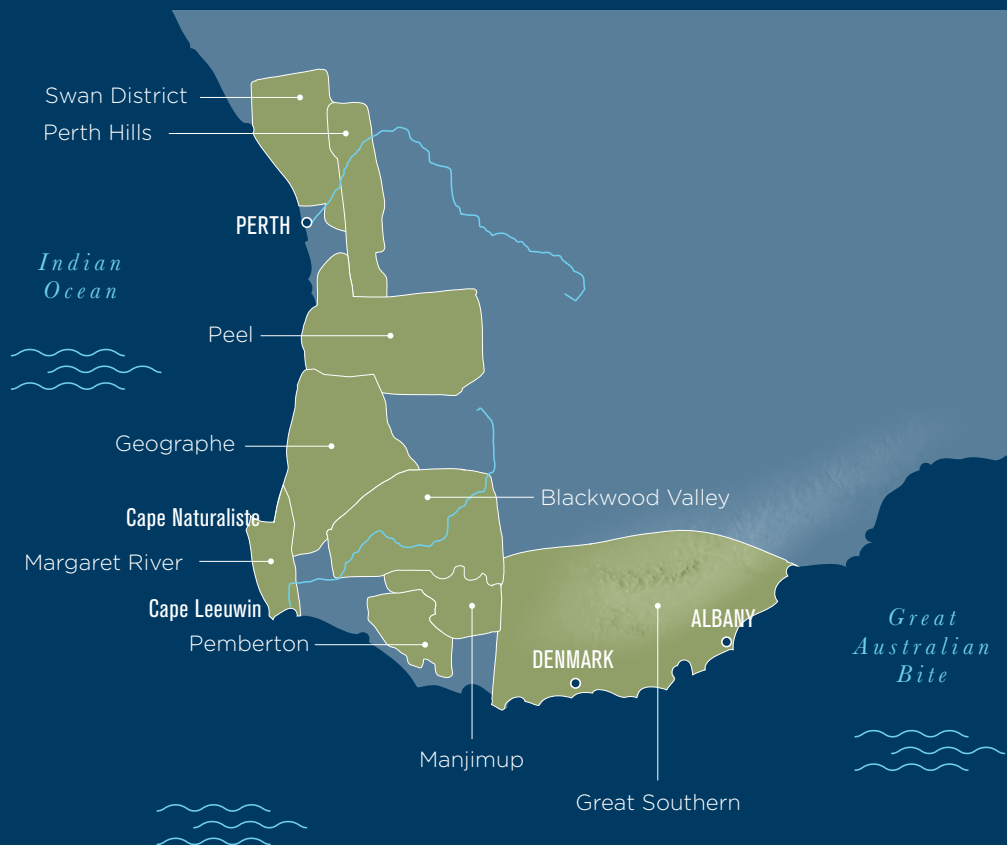 Swan District
Perth Hills
PERTH
Indian
Ocean
Peel
Geographe
Blackwood Valley
Cape Naturaliste
Margaret River
Cape Leeuwin
ALBANY
Great
Australian
Bite
Pemberton
DENMARK
Manjimup
Great Southern